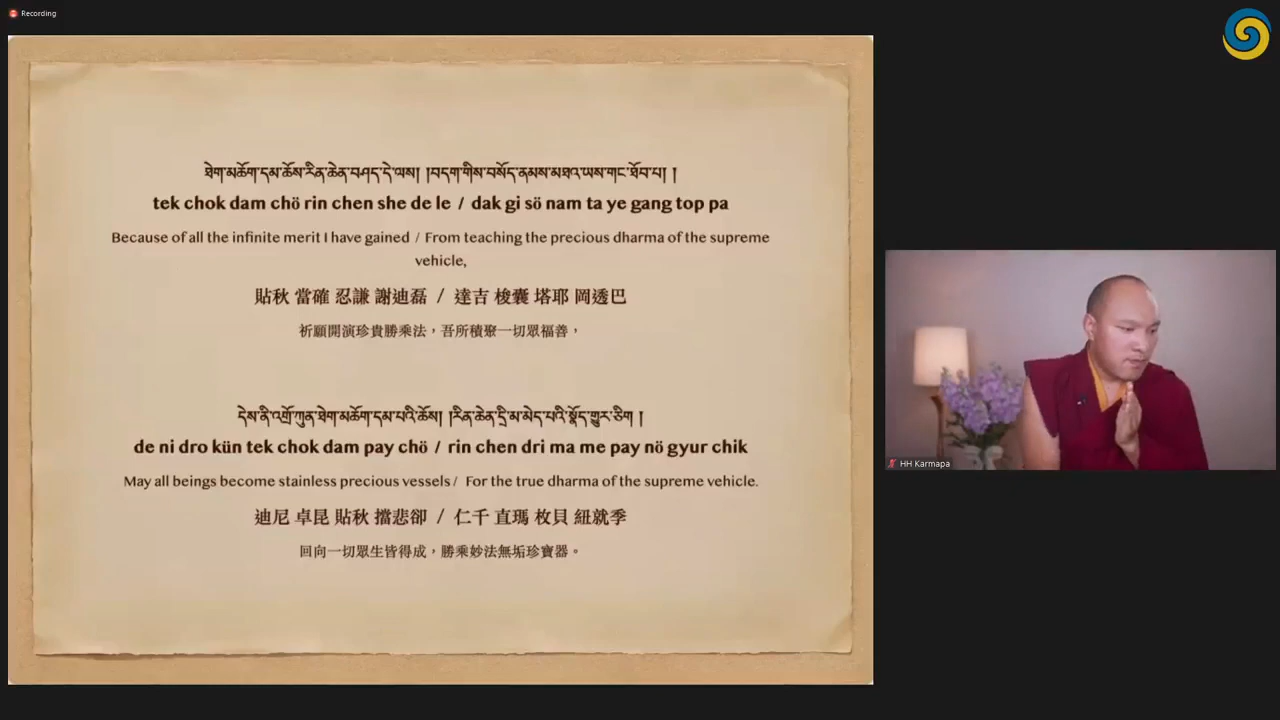 Recording
ཐེག་མཆོག་དམ་ཆོས་རིན་ཆེན་བཤད་དེ་ལས། །བདག་གིས་བསོད་ནམས་མཐའ་ཡས་གང་ཐོབ་པ། །
tek chok dam chö rin chen she de le / dak gi sö nam ta ye gang top pa
Because of all the infinite merit I have gained / From teaching the precious dharma of the supreme
vehicle,
貼秋 當確 忍謙 謝迪磊 / 達吉 梭囊 塔耶 岡透巴
祈願開演珍貴勝乘法，吾所積聚一切眾福善，
དེས་ནི་འགྲོ་ཀུན་ཐེག་མཆོག་དམ་པའི་ཆོས། །རིན་ཆེན་དྲི་མ་མེད་པའི་སྣོད་གྱུར་ཅིག །
de ni dro kün tek chok dam pay chö / rin chen dri ma me pay nö gyur chik
May all beings become stainless precious vessels / For the true dharma of the supreme vehicle.
迪尼 卓昆 貼秋 擋悲卻 / 仁千 直瑪 枚貝 紐就季
回向一切眾生皆得成，勝乘妙法無垢珍寶器。
HH Karmapa